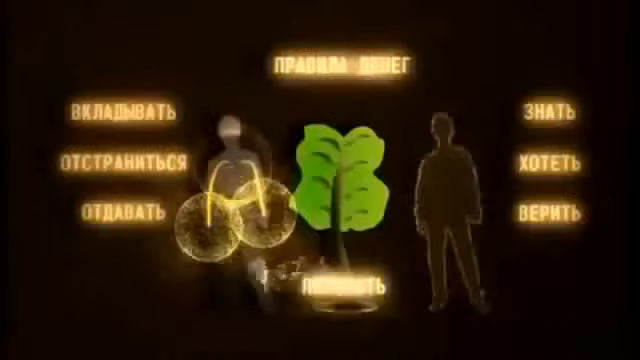 ПРАВИЛА ДЕНЕГ
ВКЛАДЫВАТЬ
ЗНАТЬ
ОТСТРАНИТЬСЯ
ХОТЕТЬ
ОТДАВАТЬ
ВЕРИТЬ